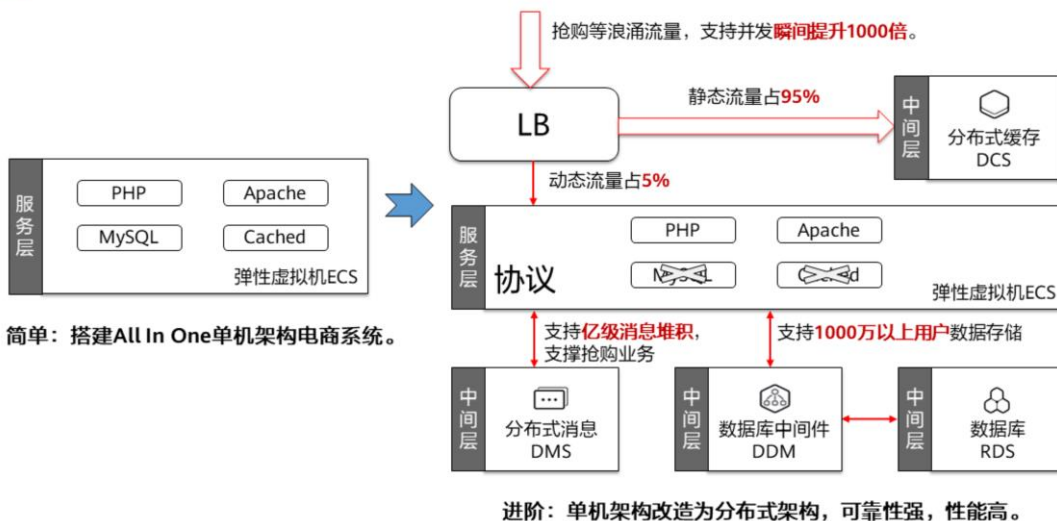 抢购等浪涌流量，支持并发瞬间提升1000倍。
LB
静态流量占95%
中间层
分布式缓存
DCS
动态流量占5%
服务层
PHP
Apache
MySQL
Cached
弹性虚拟机ECS
简单：搭建All In One单机架构电商系统。
服务层
协议
PHP
Apache
MySQL
Cached
弹性虚拟机ECS
支持亿级消息堆积，
支撑抢购业务
支持1000万以上用户数据存储
中间层
分布式消息
DMS
中间层
数据库中间件
DDM
中间层
数据库
RDS
进阶：单机架构改造为分布式架构，可靠性强，性能高。